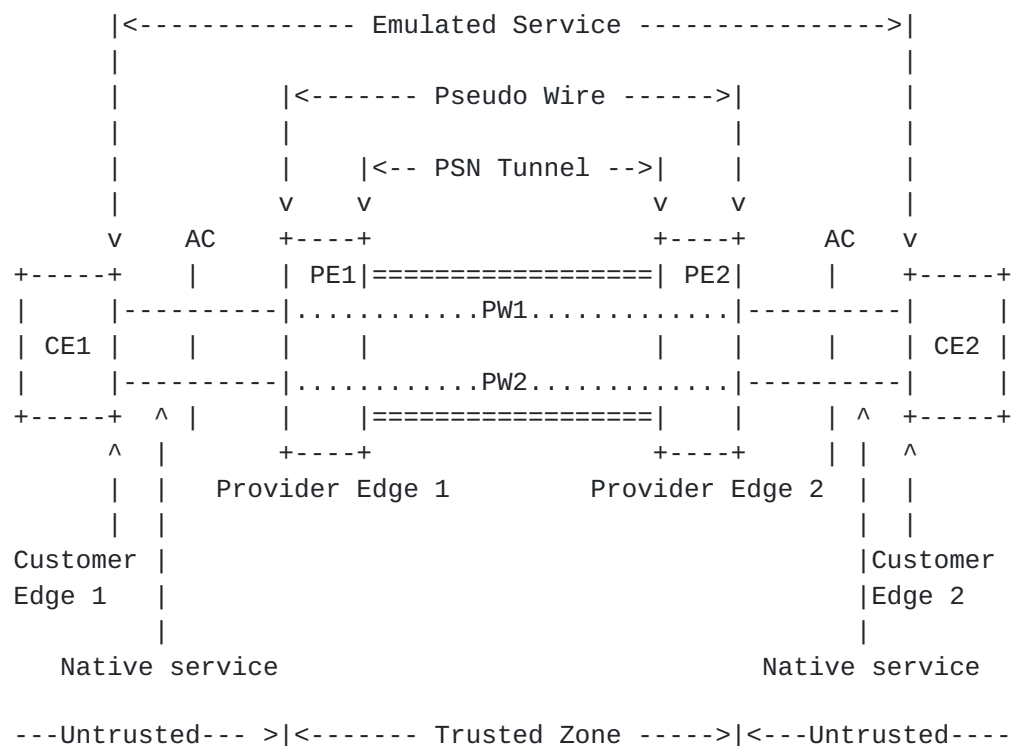 |<-------------- Emulated Service ---------------->|
|                                                  |
|          |<------- Pseudo Wire ------>|          |
|          |                            |          |
|          |    |<-- PSN Tunnel -->|    |          |
|          v    v                  v    v          |
v    AC    +----+                  +----+     AC   v
+-----+    |     | PE1|==================| PE2|     |    +-----+
|     |----------|............PW1.............|----------|     |
| CE1 |    |     |    |                  |    |     |    | CE2 |
|     |----------|............PW2.............|----------|     |
+-----+  ^ |     |    |==================|    |     | ^  +-----+
^  |       +----+                  +----+     | |  ^
|  |   Provider Edge 1         Provider Edge 2  |  |
|  |                                            |  |
Customer |                                            |Customer
Edge 1   |                                            |Edge 2
|                                            |
Native service                               Native service
---Untrusted--- >|<------- Trusted Zone ----->|<---Untrusted----